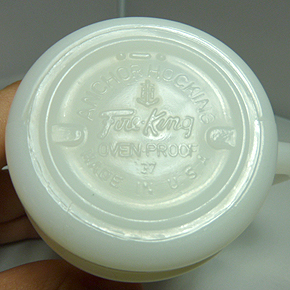 ANCHOR HOCKING
Fire-King
OVEN-PROOF
37
MADE IN U.S.A.